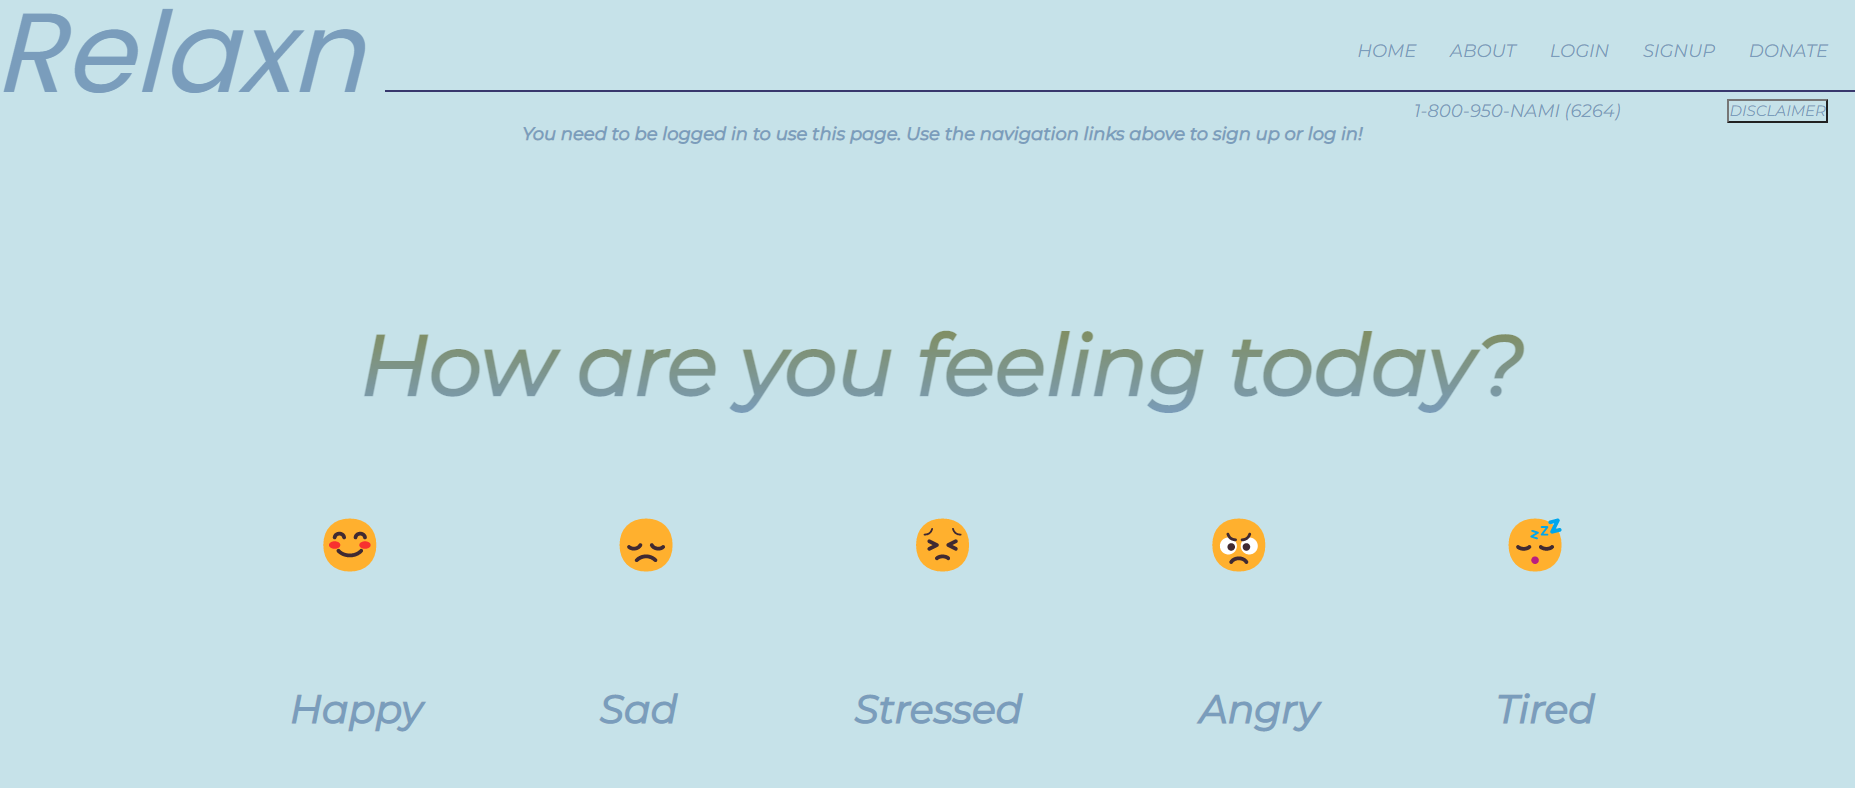 Relaxn
HOME ABOUT LOGIN SIGNUP DONATE
1-800-950-NAMI (6264) DISCLAIMER
You need to be logged in to use this page. Use the navigation links above to sign up or log in!
How are you feeling today?
Happy Sad Stressed Angry Tired